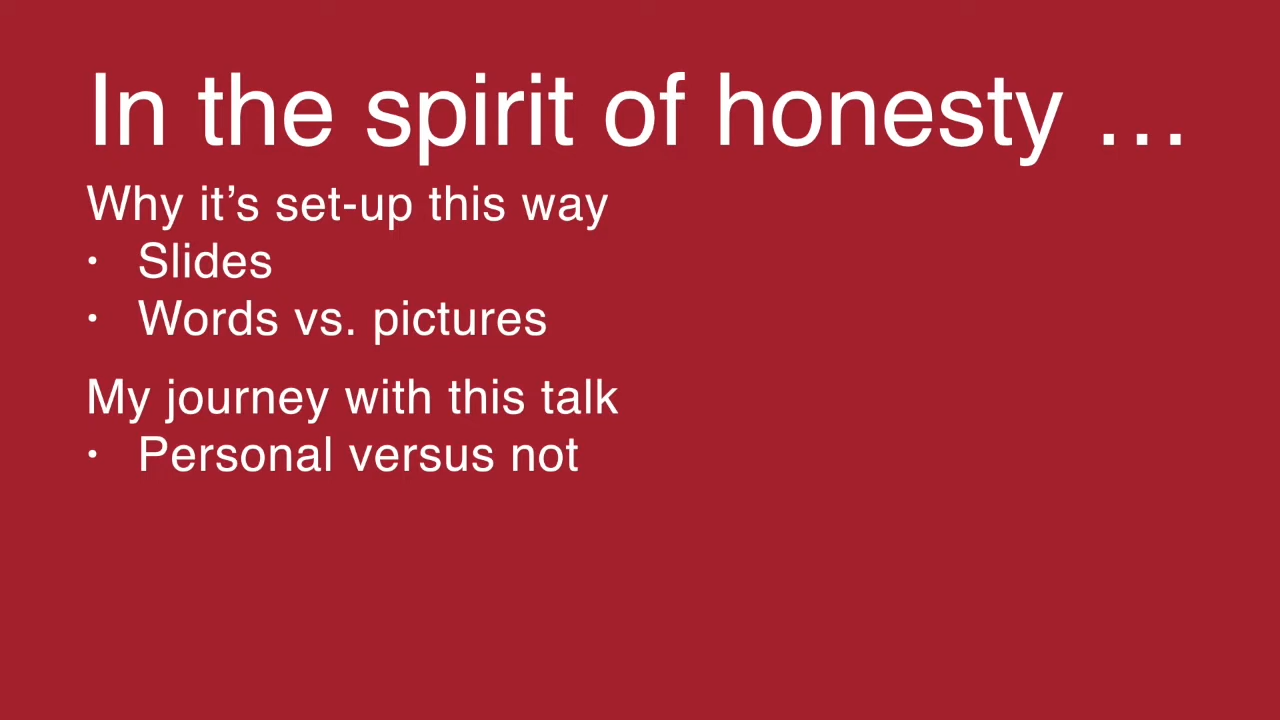 In the spirit of honesty …
Why it’s set-up this way
• Slides
• Words vs. pictures
My journey with this talk
• Personal versus not